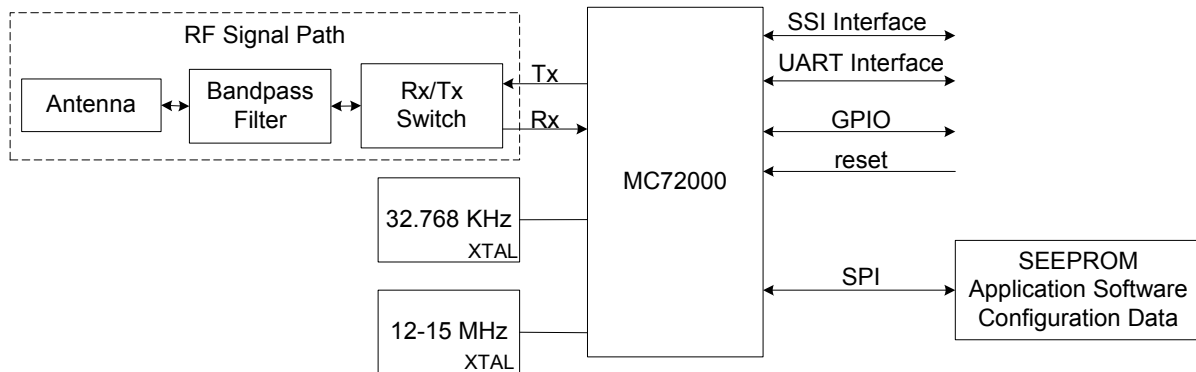 RF Signal Path
Antenna
Bandpass
Filter
Rx/Tx
Switch
Tx
Rx
32.768 KHz
XTAL
12-15 MHz
XTAL
MC72000
SSI Interface
UART Interface
GPIO
reset
SPI
SEEPROM
Application Software
Configuration Data